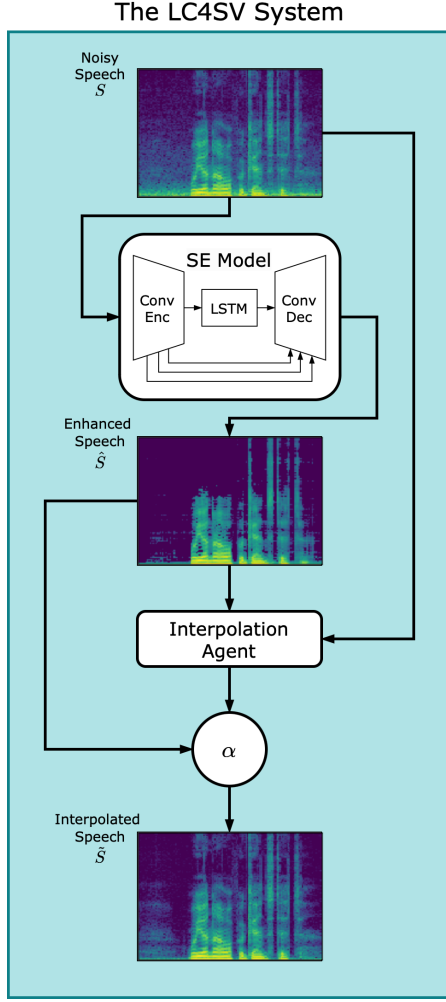 The LC4SV System
Noisy
Speech
S
SE Model
Conv
Enc
LSTM
Conv
Dec
Enhanced
Speech
Ŝ
Interpolation
Agent
α
Interpolated
Speech
S̃